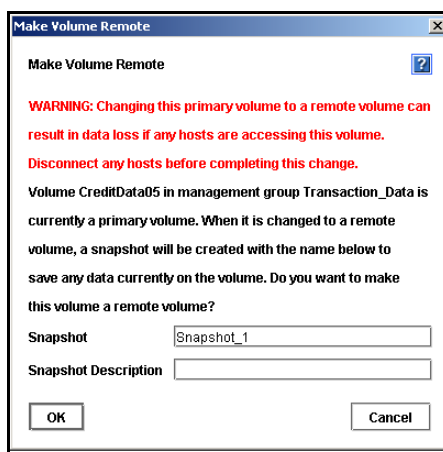 Make Volume Remote
Make Volume Remote
?
WARNING: Changing this primary volume to a remote volume can
result in data loss if any hosts are accessing this volume.
Disconnect any hosts before completing this change.
Volume CreditData05 in management group Transaction_Data is
currently a primary volume. When it is changed to a remote
volume, a snapshot will be created with the name below to
save any data currently on the volume. Do you want to make
this volume a remote volume?
Snapshot Snapshot_1
Snapshot Description
OK Cancel